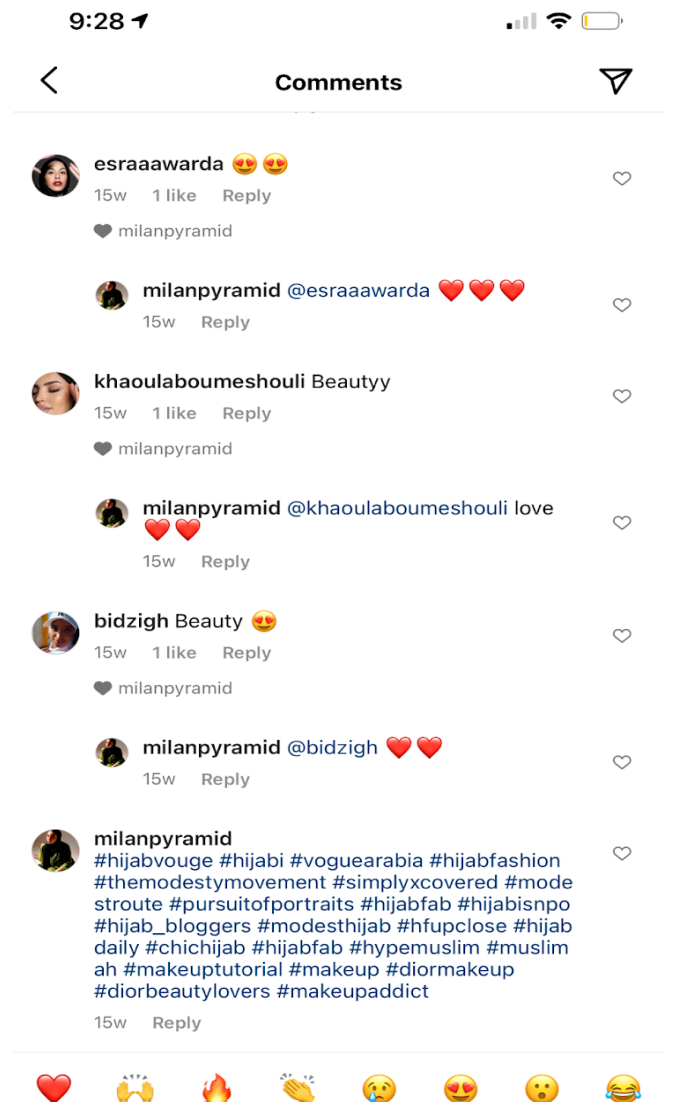 9:28
Comments
esraaawarda 😍😍
15w 1 like Reply
milanpyramid
milanpyramid @esraaawarda ❤️❤️❤️
15w Reply
khaoulaboumeshouli Beautyy
15w 1 like Reply
milanpyramid
milanpyramid @khaoulaboumeshouli love
❤️❤️
15w Reply
bidzigh Beauty 😍
15w 1 like Reply
milanpyramid
milanpyramid @bidzigh ❤️❤️
15w Reply
milanpyramid
#hijabvouge #hijabi #voguearabia #hijabfashion
#themodestymovement #simplyxcovered #mode
stroute #pursuitofportraits #hijabfab #hijabisnpo
#hijab_bloggers #modesthijab #hfupclose #hijab
daily #chichijab #hijabfab #hypemuslim #muslim
ah #makeuptutorial #makeup #diormakeup
#diorbeautylovers #makeupaddict
15w Reply
❤️ 🙌 🔥 👏 😢 😍 😮 😂